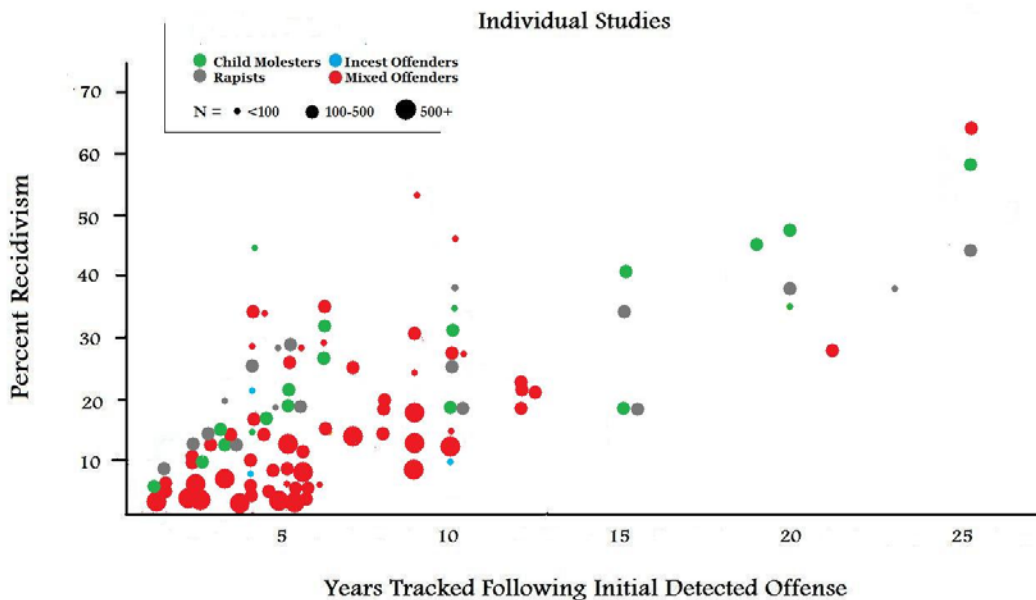 Individual Studies
Child Molesters
Incest Offenders
Rapists
Mixed Offenders
N = <100 100-500 500+
70
60
50
40
30
20
10
Percent Recidivism
5 10 15 20 25
Years Tracked Following Initial Detected Offense